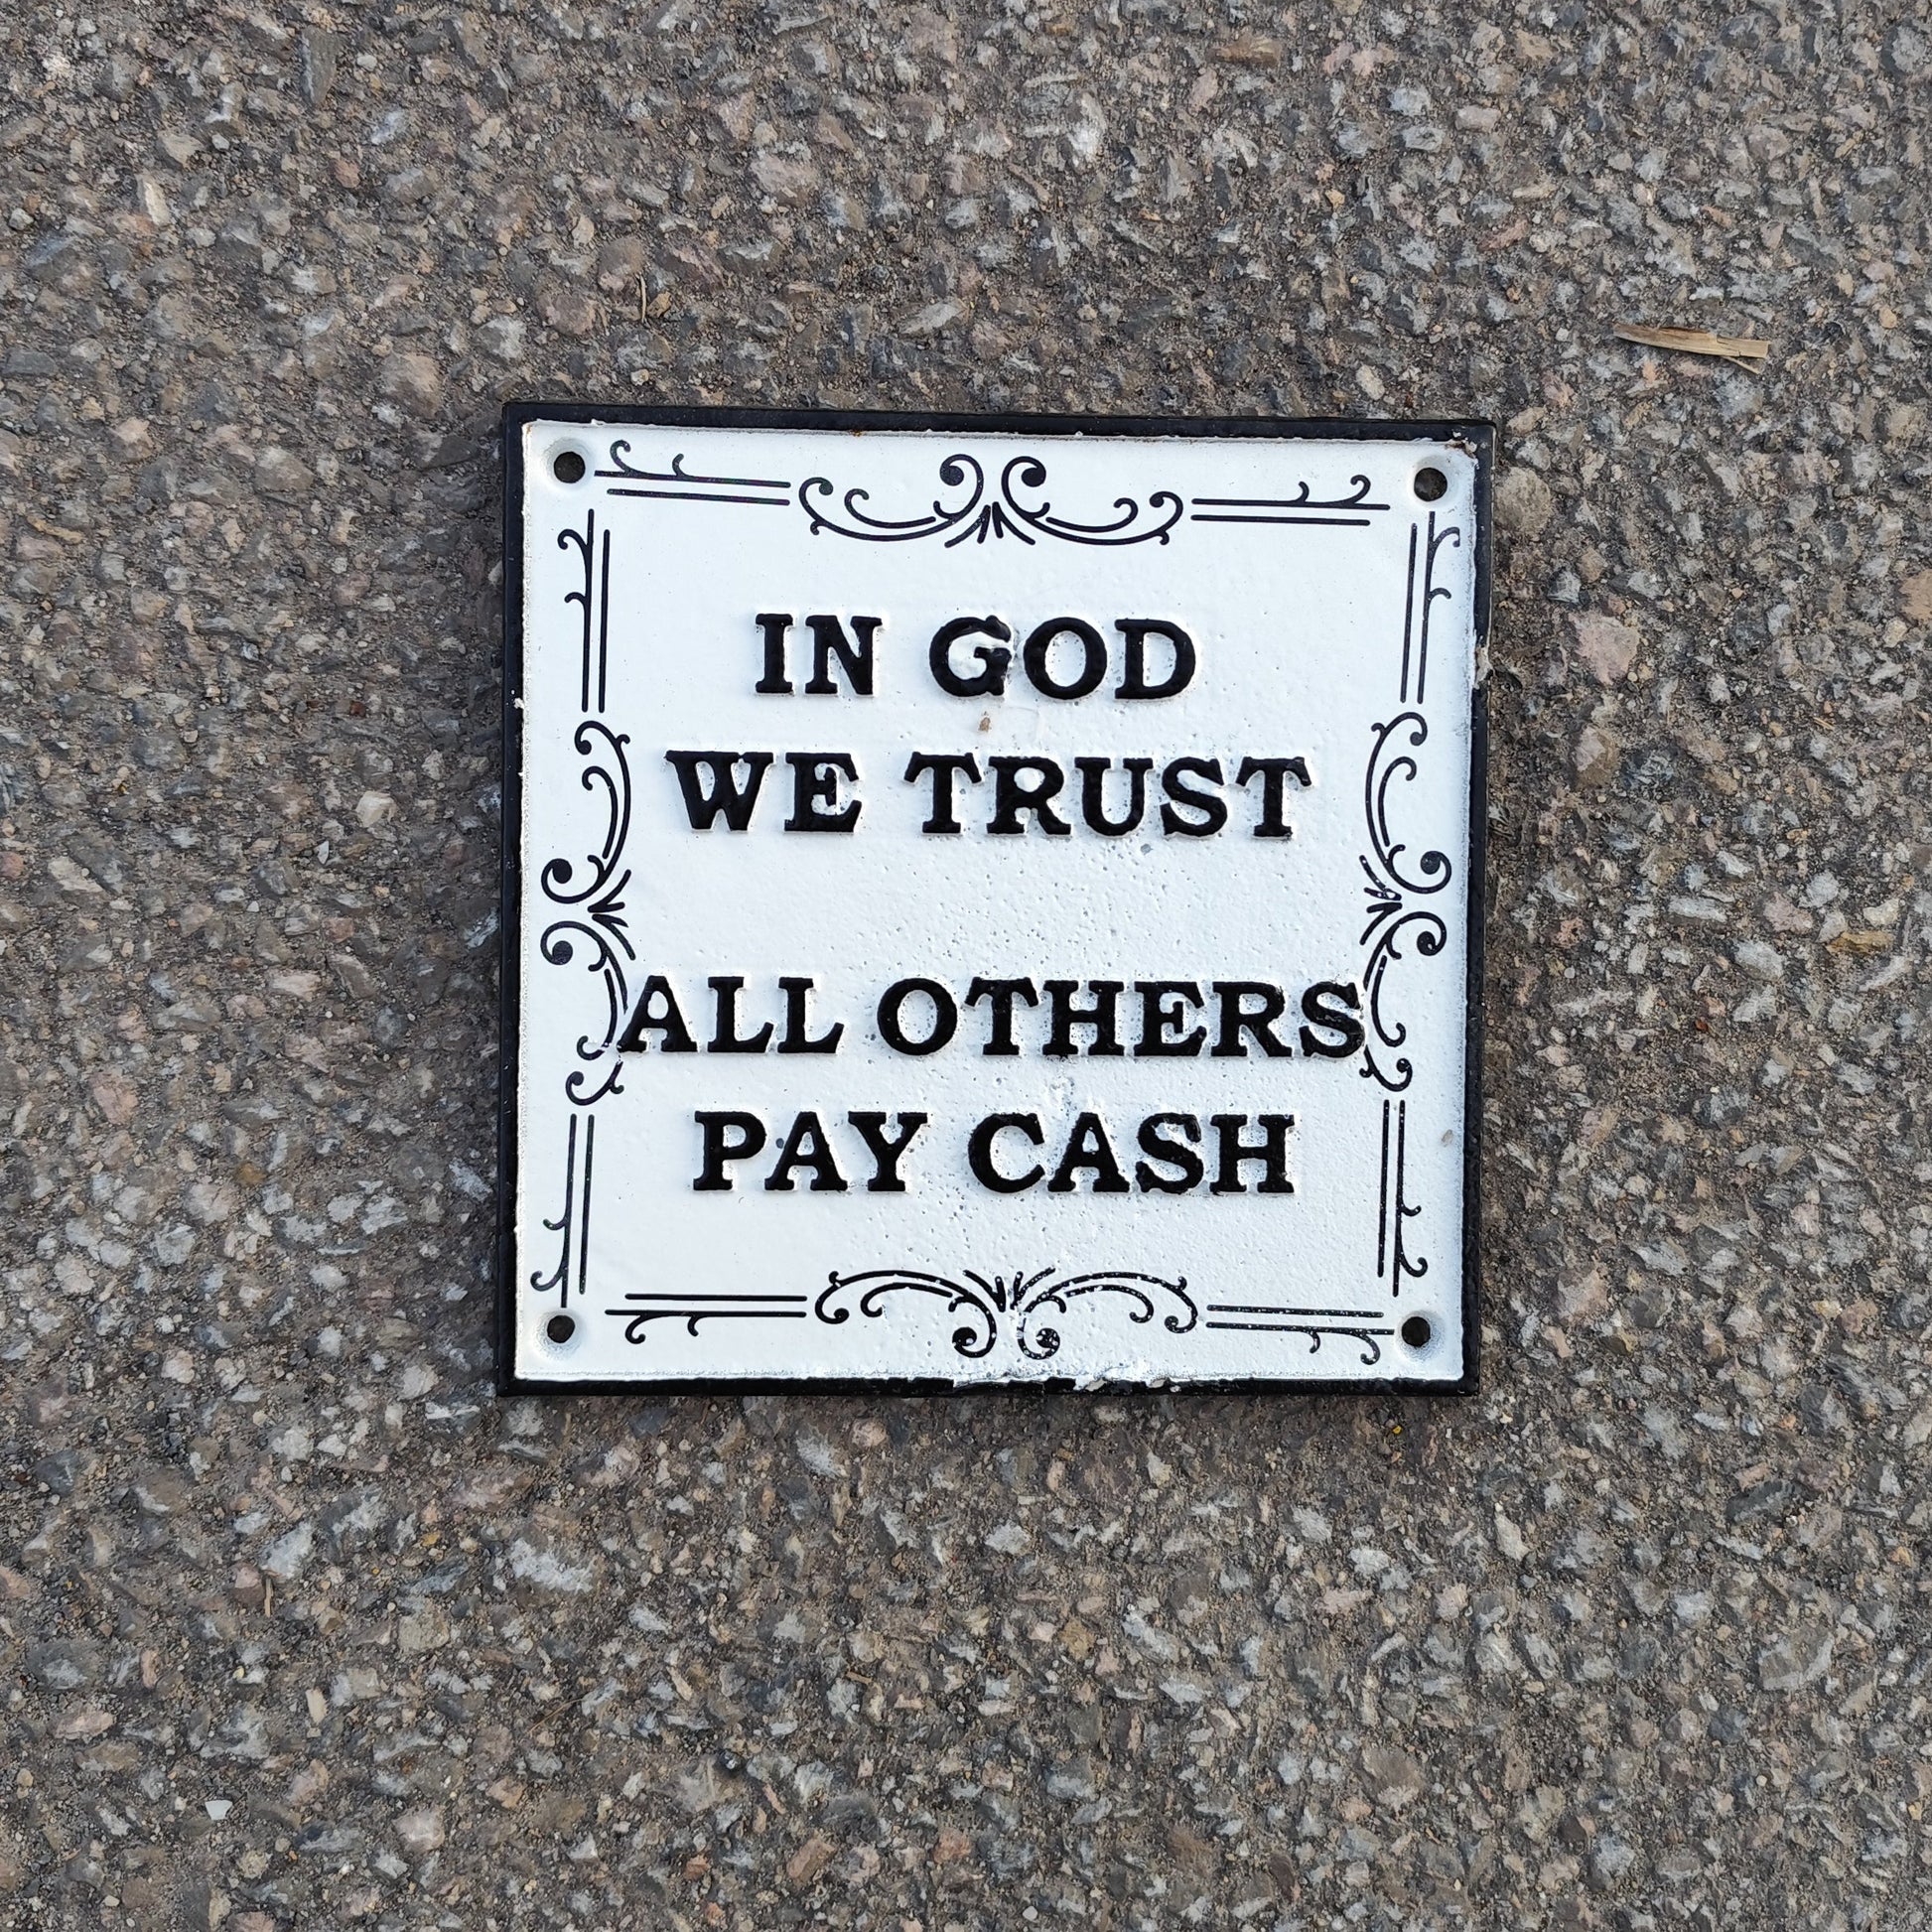 IN GOD
WE TRUST
ALL OTHERS
PAY CASH